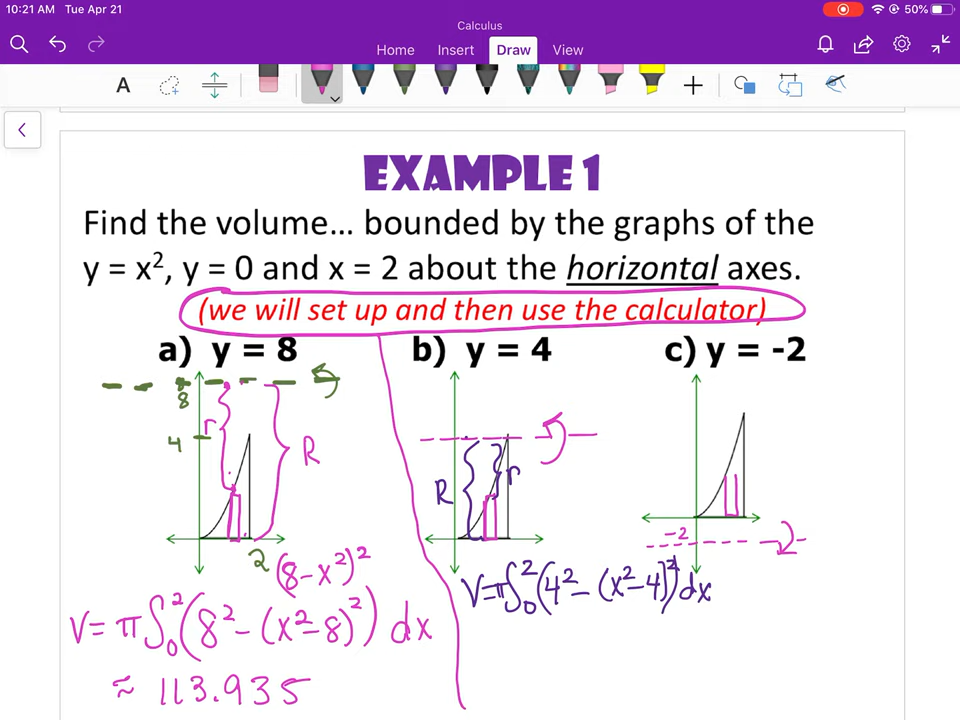 10:21 AM Tue Apr 21
50%
Calculus
Home Insert Draw View
A
EXAMPLE 1
Find the volume... bounded by the graphs of the
y = x², y = 0 and x = 2 about the horizontal axes.
(we will set up and then use the calculator)
a) y = 8
b) y = 4
c) y = -2
8
r
4
R
2
(8-x²)²
V=π∫₀²(8²-(x²-8)²)dx
≈ 113.935
R
r
V=π∫₀²(4²-(x²-4)²)dx
-2